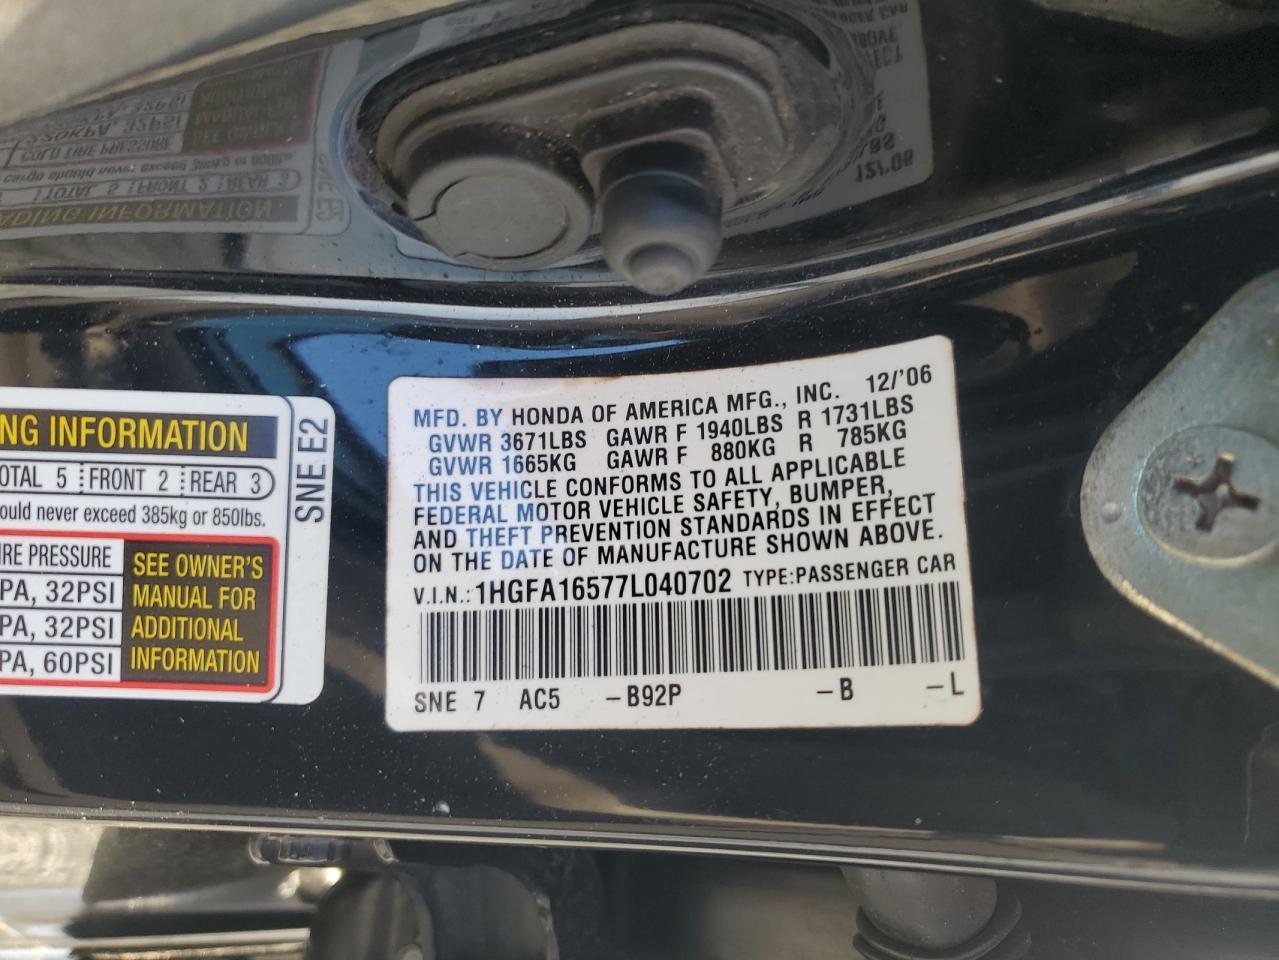 NG INFORMATION
OTAL 5 FRONT 2 REAR 3
ould never exceed 385kg or 850lbs.
IRE PRESSURE
PA, 32PSI
PA, 32PSI
PA, 60PSI
SEE OWNER'S
MANUAL FOR
ADDITIONAL
INFORMATION
SNE E2
MFD. BY HONDA OF AMERICA MFG., INC. 12/'06
GVWR 3671LBS GAWR F 1940LBS R 1731LBS
GVWR 1665KG GAWR F 880KG R 785KG
THIS VEHICLE CONFORMS TO ALL APPLICABLE
FEDERAL MOTOR VEHICLE SAFETY, BUMPER,
AND THEFT PREVENTION STANDARDS IN EFFECT
ON THE DATE OF MANUFACTURE SHOWN ABOVE.
V.I.N.: 1HGFA16577L040702 TYPE:PASSENGER CAR
SNE 7 AC5 -B92P -B -L